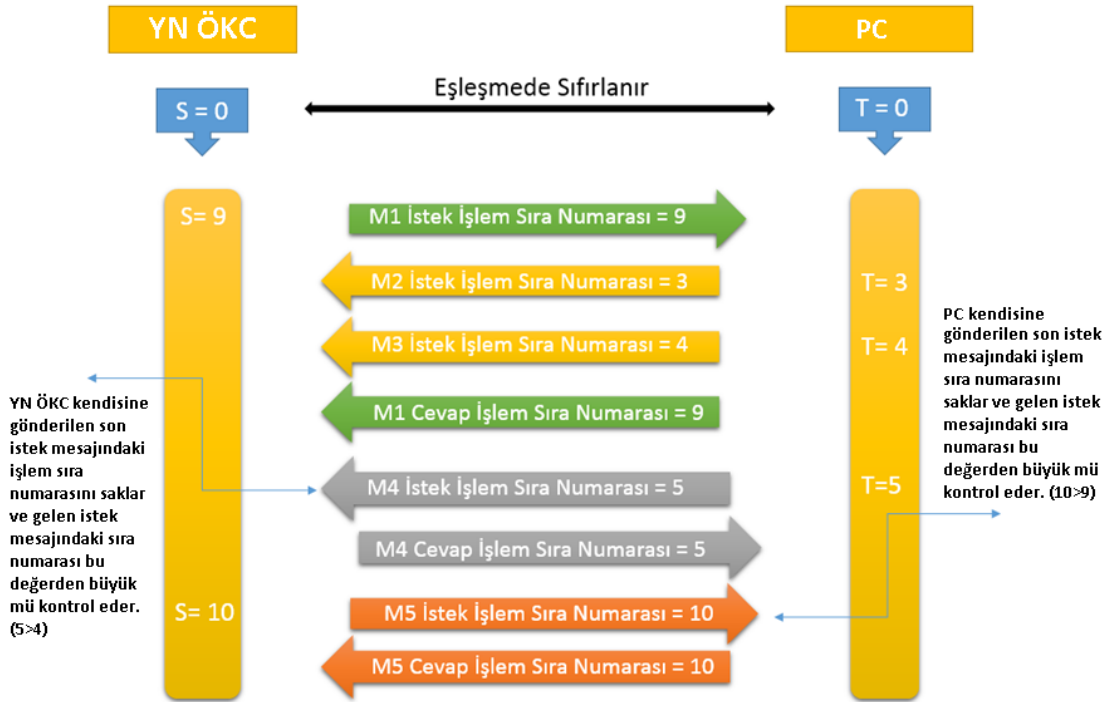 YN ÖKC
PC
Eşleşmede Sıfırlanır
S = 0
T = 0
S= 9
M1 İstek İşlem Sıra Numarası = 9
M2 İstek İşlem Sıra Numarası = 3
T= 3
M3 İstek İşlem Sıra Numarası = 4
T= 4
M1 Cevap İşlem Sıra Numarası = 9
M4 İstek İşlem Sıra Numarası = 5
T=5
M4 Cevap İşlem Sıra Numarası = 5
S= 10
M5 İstek İşlem Sıra Numarası = 10
M5 Cevap İşlem Sıra Numarası = 10
YN ÖKC kendisine
gönderilen son
istek mesajındaki
işlem sıra
numarasını saklar
ve gelen istek
mesajındaki sıra
numarası bu
değerden büyük
mü kontrol eder.
(5>4)
PC kendisine
gönderilen son istek
mesajındaki işlem
sıra numarasını
saklar ve gelen istek
mesajındaki sıra
numarası bu
değerden büyük mü
kontrol eder. (10>9)